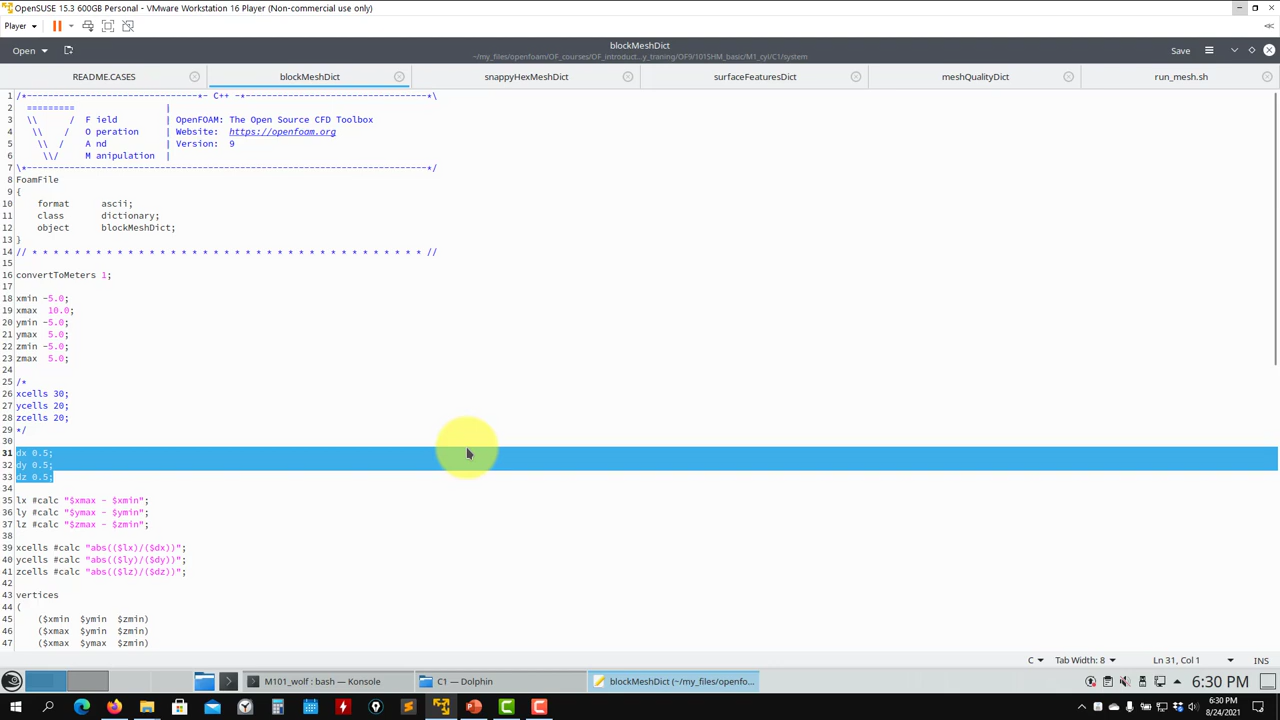 OpenSUSE 15.3 600GB Personal - VMware Workstation 16 Player (Non-commercial use only)
Player
Open
blockMeshDict
~/my_files/openfoam/OF_courses/OF_introduct...y_traning/OF9/101SHM_basic/M1_cyl/C1/system
Save
README.CASES
blockMeshDict
snappyHexMeshDict
surfaceFeaturesDict
meshQualityDict
run_mesh.sh
1 /*--------------------------------*- C++ -*----------------------------------*\
2   =========                 |
3   \\      /  F ield         | OpenFOAM: The Open Source CFD Toolbox
4    \\    /   O peration     | Website:  https://openfoam.org
5     \\  /    A nd           | Version:  9
6      \\/     M anipulation  |
7 \*---------------------------------------------------------------------------*/
8 FoamFile
9 {
10     format      ascii;
11     class       dictionary;
12     object      blockMeshDict;
13 }
14 // * * * * * * * * * * * * * * * * * * * * * * * * * * * * * * * * * * * * * //
15
16 convertToMeters 1;
17
18 xmin -5.0;
19 xmax  10.0;
20 ymin -5.0;
21 ymax  5.0;
22 zmin -5.0;
23 zmax  5.0;
24
25 /*
26 xcells 30;
27 ycells 20;
28 zcells 20;
29 */
30
31 dx 0.5;
32 dy 0.5;
33 dz 0.5;
34
35 lx #calc "$xmax - $xmin";
36 ly #calc "$ymax - $ymin";
37 lz #calc "$zmax - $zmin";
38
39 xcells #calc "abs(($lx)/($dx))";
40 ycells #calc "abs(($ly)/($dy))";
41 zcells #calc "abs(($lz)/($dz))";
42
43 vertices
44 (
45     ($xmin  $ymin  $zmin)
46     ($xmax  $ymin  $zmin)
47     ($xmax  $ymax  $zmin)
C
Tab Width: 8
Ln 31, Col 1
INS
M101_wolf : bash — Konsole
C1 — Dolphin
blockMeshDict (~/my_files/openfo...
6:30 PM
6:30 PM
8/24/2021